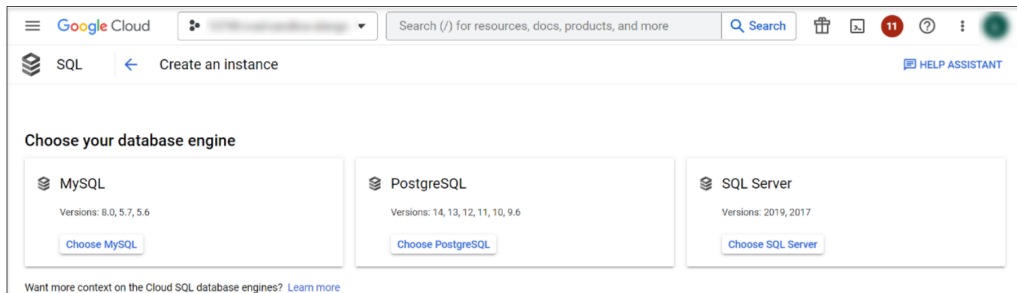 Google Cloud
Search (/) for resources, docs, products, and more
Search
11
SQL
Create an instance
HELP ASSISTANT
Choose your database engine
MySQL
Versions: 8.0, 5.7, 5.6
Choose MySQL
PostgreSQL
Versions: 14, 13, 12, 11, 10, 9.6
Choose PostgreSQL
SQL Server
Versions: 2019, 2017
Choose SQL Server
Want more context on the Cloud SQL database engines? Learn more